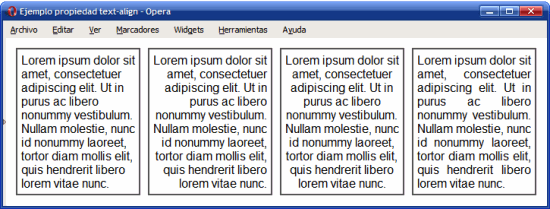 Ejemplo propiedad text-align - Opera
Archivo Editar Ver Marcadores Widgets Herramientas Ayuda
Lorem ipsum dolor sit
amet, consectetuer
adipiscing elit. Ut in
purus ac libero
nonummy vestibulum.
Nullam molestie, nunc
id nonummy laoreet,
tortor diam mollis elit,
quis hendrerit libero
lorem vitae nunc.
Lorem ipsum dolor sit
amet, consectetuer
adipiscing elit. Ut in
purus ac libero
nonummy vestibulum.
Nullam molestie, nunc
id nonummy laoreet,
tortor diam mollis elit,
quis hendrerit libero
lorem vitae nunc.
Lorem ipsum dolor sit
amet, consectetuer
adipiscing elit. Ut in
purus ac libero
nonummy vestibulum.
Nullam molestie, nunc
id nonummy laoreet,
tortor diam mollis elit,
quis hendrerit libero
lorem vitae nunc.
Lorem ipsum dolor sit
amet, consectetuer
adipiscing elit. Ut in
purus ac libero
nonummy vestibulum.
Nullam molestie, nunc
id nonummy laoreet,
tortor diam mollis elit,
quis hendrerit libero
lorem vitae nunc.